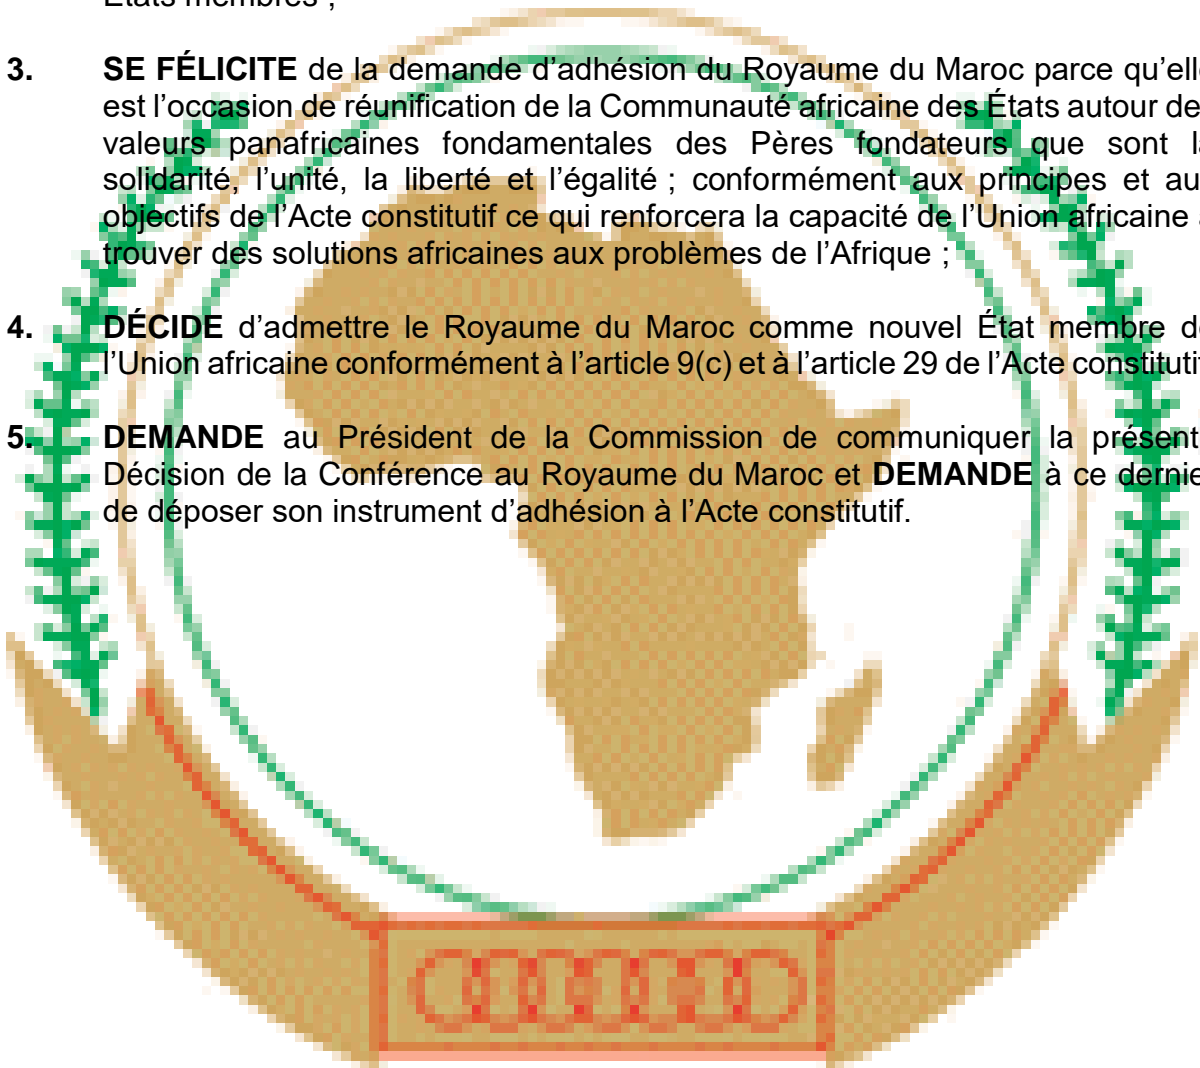 États membres ;
3. SE FÉLICITE de la demande d’adhésion du Royaume du Maroc parce qu’elle
est l’occasion de réunification de la Communauté africaine des États autour de
valeurs panafricaines fondamentales des Pères fondateurs que sont la
solidarité, l’unité, la liberté et l’égalité ; conformément aux principes et au
objectifs de l’Acte constitutif ce qui renforcera la capacité de l’Union africaine à
trouver des solutions africaines aux problèmes de l’Afrique ;
4. DÉCIDE d’admettre le Royaume du Maroc comme nouvel État membre de
l’Union africaine conformément à l’article 9(c) et à l’article 29 de l’Acte constitutif
5. DEMANDE au Président de la Commission de communiquer la présent
Décision de la Conférence au Royaume du Maroc et DEMANDE à ce dernie
de déposer son instrument d’adhésion à l’Acte constitutif.